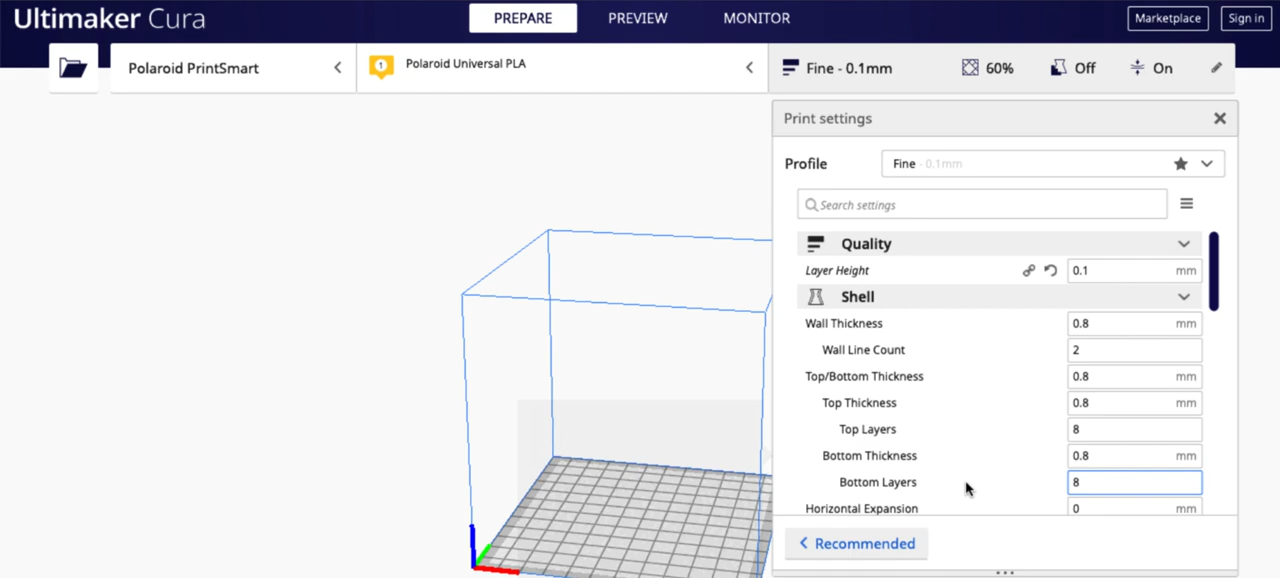 Ultimaker Cura
PREPARE
PREVIEW
MONITOR
Marketplace
Sign in
Polaroid PrintSmart
1
Polaroid Universal PLA
Fine - 0.1mm
60%
Off
On
Print settings
Profile
Fine - 0.1mm
Search settings
Quality
Layer Height
0.1 mm
Shell
Wall Thickness
0.8 mm
Wall Line Count
2
Top/Bottom Thickness
0.8 mm
Top Thickness
0.8 mm
Top Layers
8
Bottom Thickness
0.8 mm
Bottom Layers
8
Horizontal Expansion
0 mm
Recommended